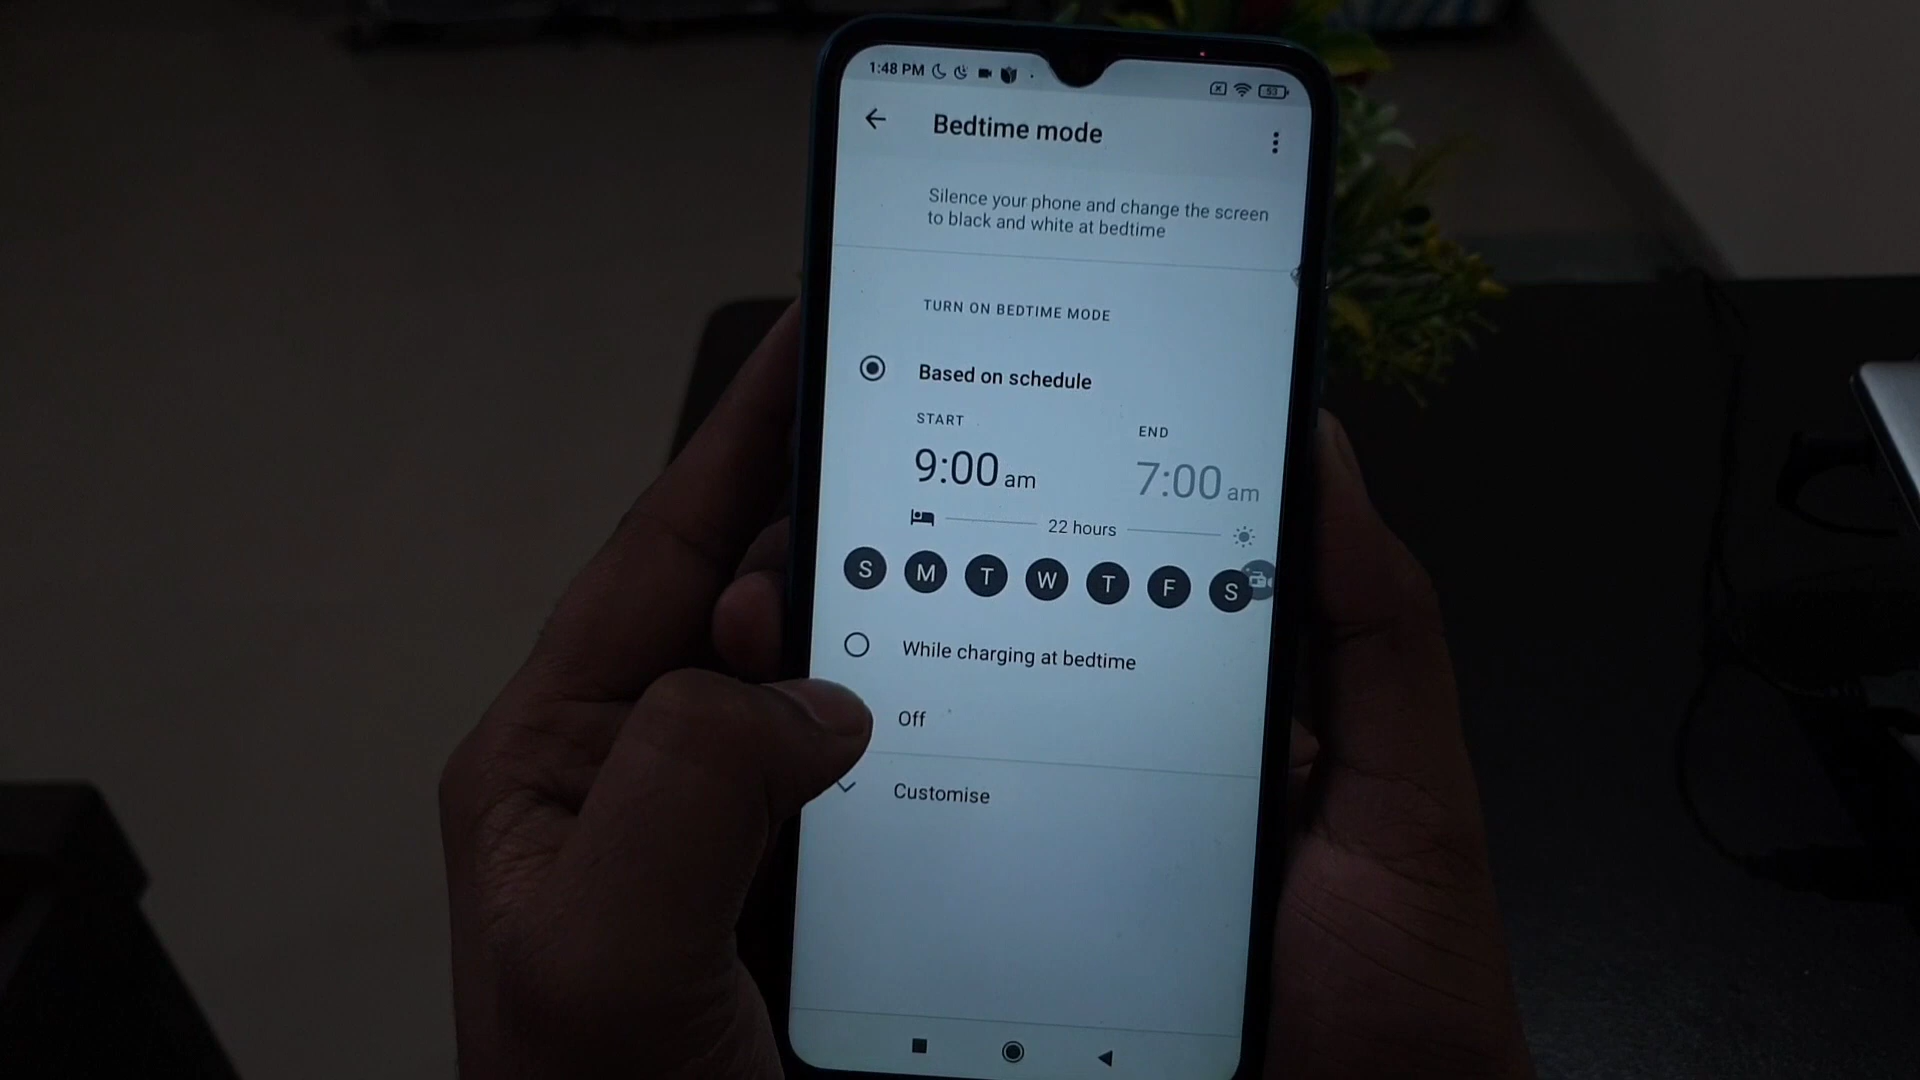 1:48 PM
53
Bedtime mode
Silence your phone and change the screen
to black and white at bedtime
TURN ON BEDTIME MODE
Based on schedule
START
END
9:00 am
7:00 am
22 hours
S M T W T F S
While charging at bedtime
Off
Customise